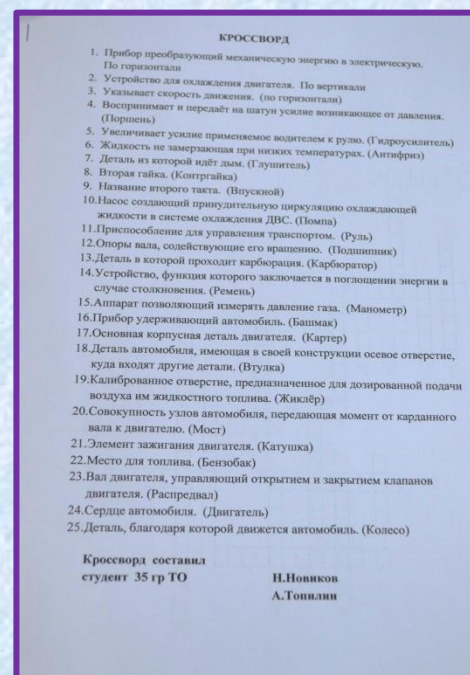 КРОССВОРД
1. Прибор преобразующий механическую энергию в электрическую.
По горизонтали
2. Устройство для охлаждения двигателя. По вертикали
3. Указывает скорость движения. (по горизонтали)
4. Воспринимает и передаёт на шатун усилие возникающее от давления.
(Поршень)
5. Увеличивает усилие применяемое водителем к рулю. (Гидроусилитель)
6. Жидкость не замерзающая при низких температурах. (Антифриз)
7. Деталь из которой идёт дым. (Глушитель)
8. Вторая гайка. (Контргайка)
9. Название второго такта. (Впускной)
10.Насос создающий принудительную циркуляцию охлаждающей
жидкости в системе охлаждения ДВС. (Помпа)
11.Приспособление для управления транспортом. (Руль)
12.Опоры вала, содействующие его вращению. (Подшипник)
13.Деталь в которой проходит карбюрация. (Карбюратор)
14.Устройство, функция которого заключается в поглощении энергии в
случае столкновения. (Ремень)
15.Аппарат позволяющий измерять давление газа. (Манометр)
16.Прибор удерживающий автомобиль. (Башмак)
17.Основная корпусная деталь двигателя. (Картер)
18.Деталь автомобиля, имеющая в своей конструкции осевое отверстие,
куда входят другие детали. (Втулка)
19.Калиброванное отверстие, предназначенное для дозированной подачи
воздуха им жидкостного топлива. (Жиклёр)
20.Совокупность узлов автомобиля, передающая момент от карданного
вала к двигателю. (Мост)
21.Элемент зажигания двигателя. (Катушка)
22.Место для топлива. (Бензобак)
23.Вал двигателя, управляющий открытием и закрытием клапанов
двигателя. (Распредвал)
24.Сердце автомобиля. (Двигатель)
25.Деталь, благодаря которой движется автомобиль. (Колесо)
Кроссворд составил
студент 35 гр ТО Н.Новиков
А.Топилин